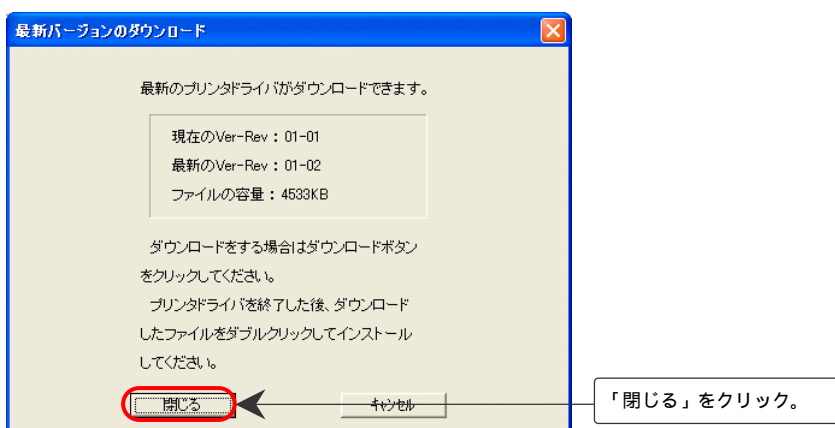 最新バージョンのダウンロード
最新のプリンタドライバがダウンロードできます。
現在のVer-Rev：01-01
最新のVer-Rev：01-02
ファイルの容量：4533KB
ダウンロードをする場合はダウンロードボタン
をクリックしてください。
プリンタドライバを終了した後、ダウンロード
したファイルをダブルクリックしてインストール
してください。
閉じる
キャンセル
「閉じる」をクリック。